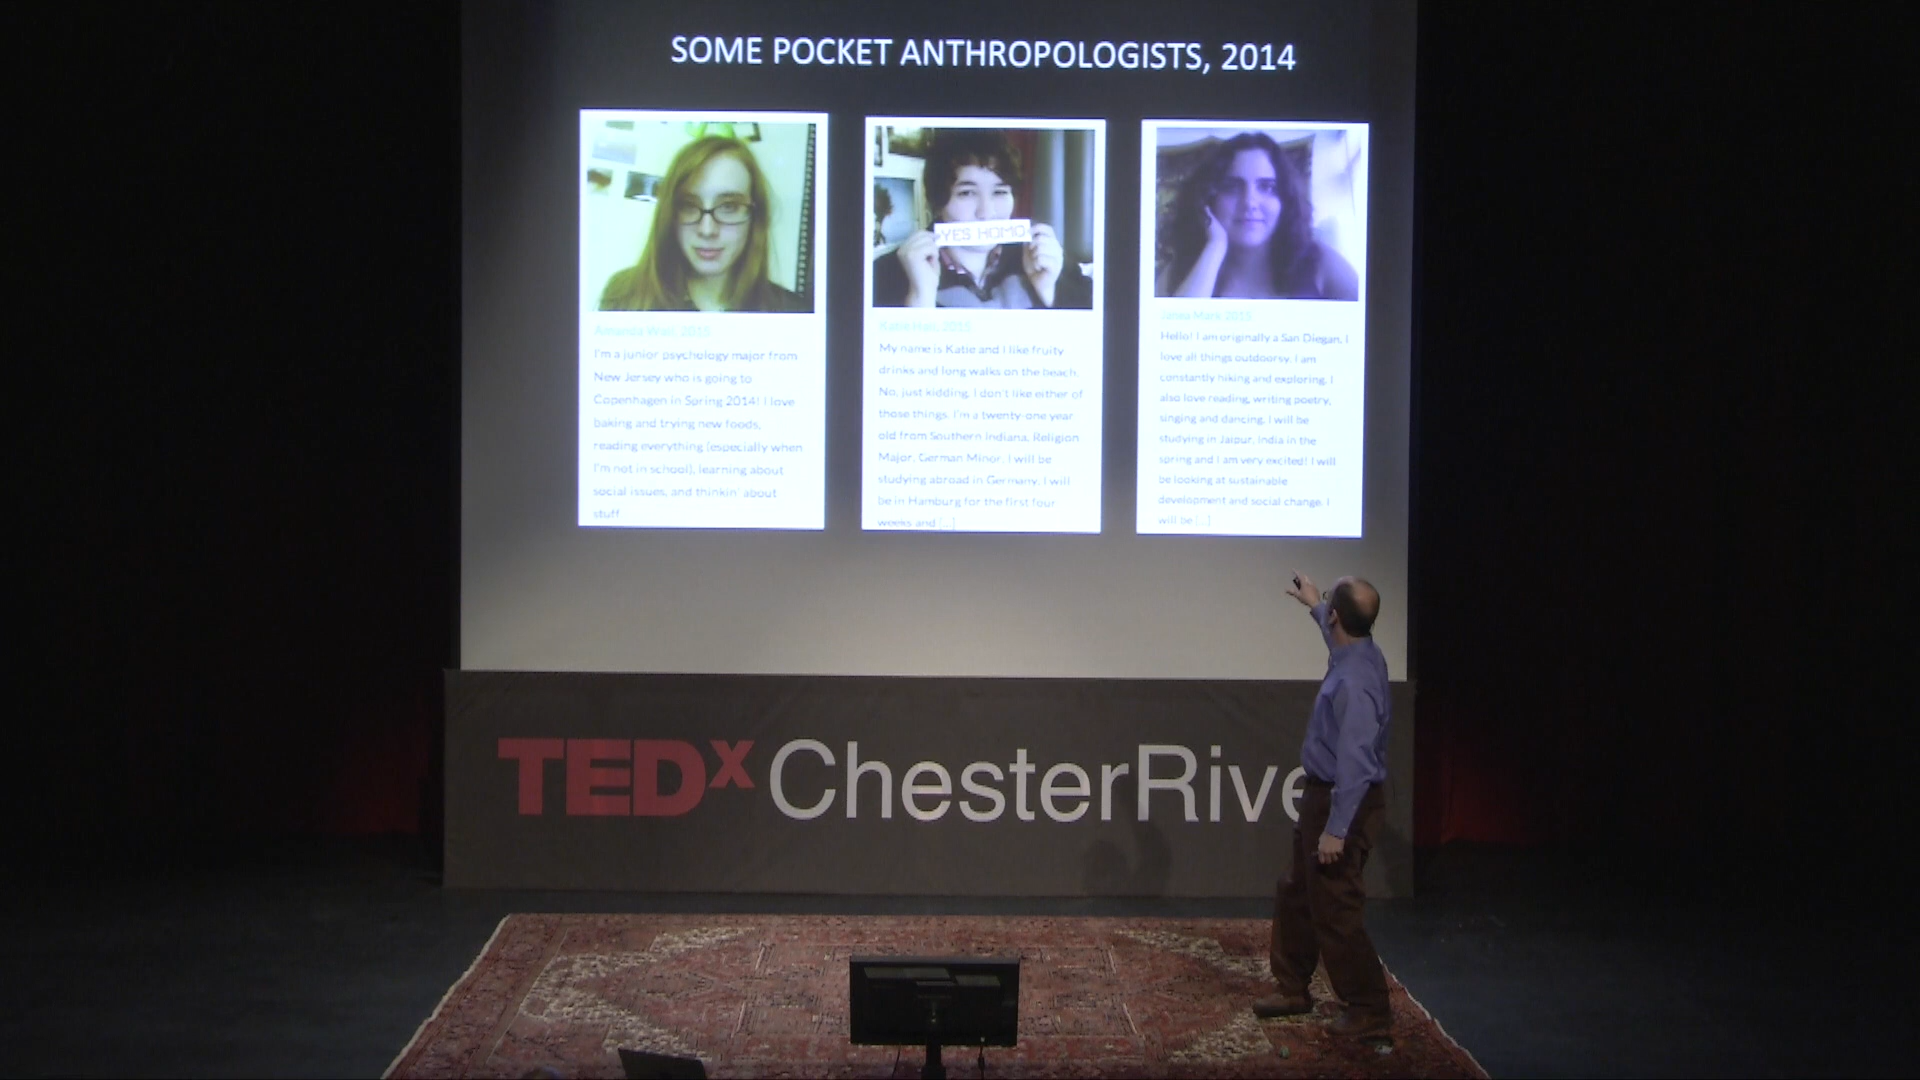 SOME POCKET ANTHROPOLOGISTS, 2014
2015
I'm a junior psychology major from
New Jersey who is going to
Copenhagen in Spring 2014! I love
baking and trying new foods,
reading everything (especially when
I'm not in school), learning about
social issues, and thinkin' about
stuff
YES HOMO
2015
My name is Katie and I like fruity
drinks and long walks on the beach.
No, just kidding. I don't like either of
those things. I'm a twenty-one year
old from Southern Indiana. Religion
Major, German Minor. I will be
studying abroad in Germany. I will
be in Hamburg for the first four
weeks and [...]
2015
Hello! I am originally a San Diegan. I
love all things outdoorsy. I am
constantly hiking and exploring. I
also love reading, writing poetry,
singing and dancing. I will be
studying in Jaipur, India in the
spring and I am very excited! I will
be looking at sustainable
development and social change. I
will be [...]
TEDx ChesterRive